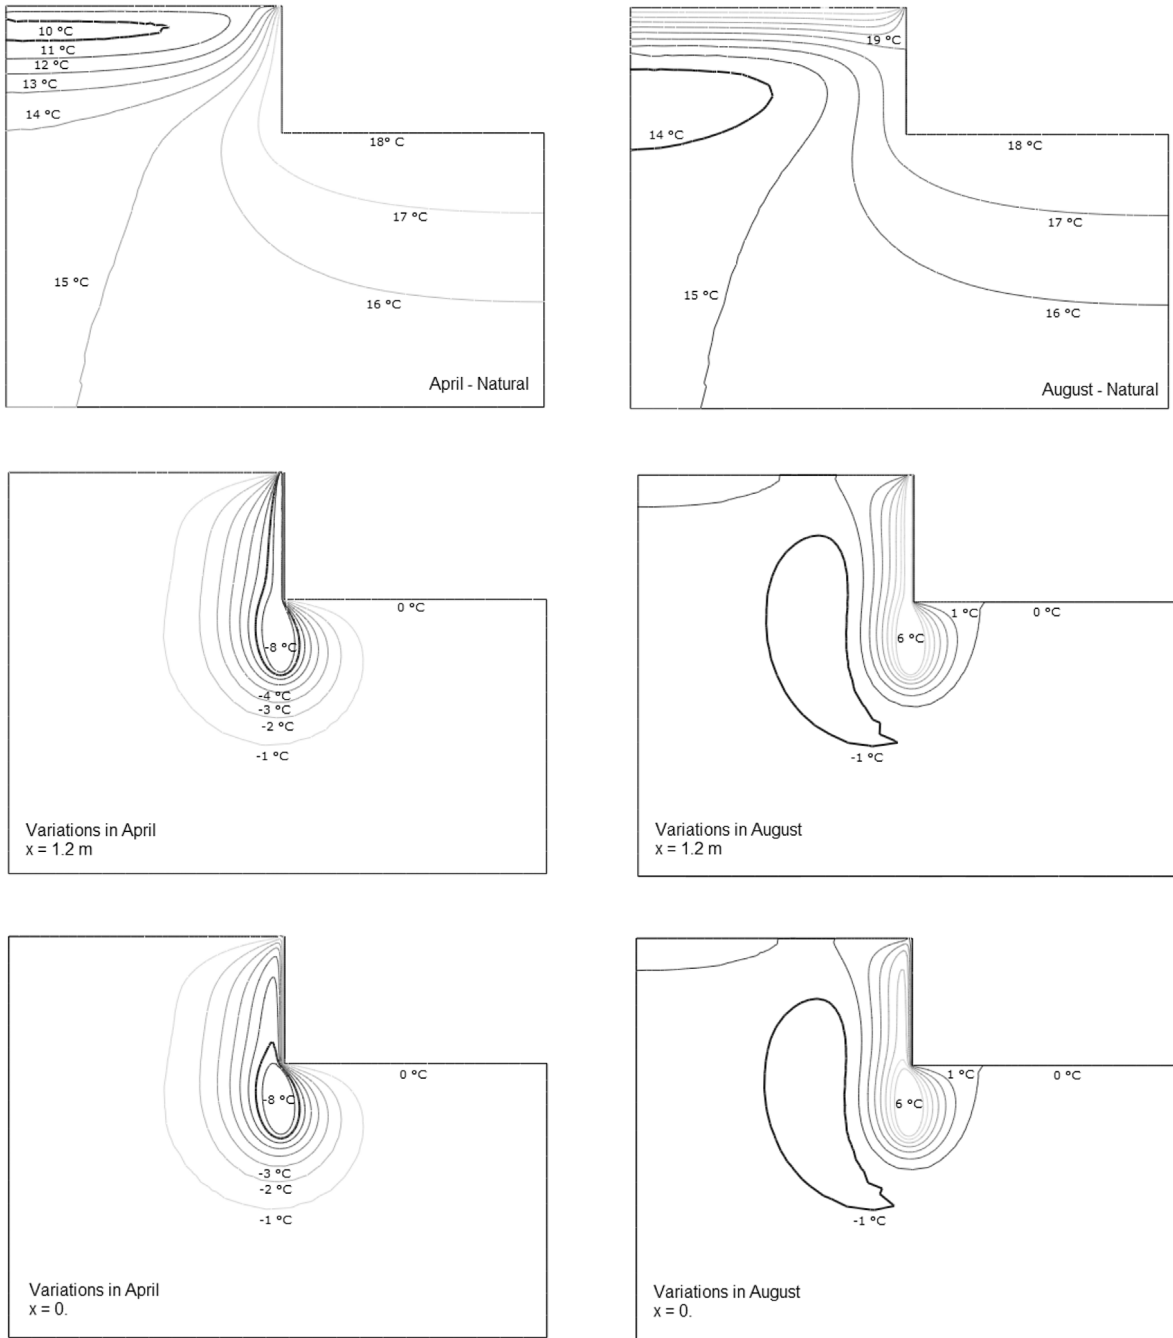 10 °C
11 °C
12 °C
13 °C
14 °C
18° C
17 °C
15 °C
16 °C
April - Natural
19 °C
14 °C
18 °C
17 °C
15 °C
16 °C
August - Natural
0 °C
-8 °C
-4 °C
-3 °C
-2 °C
-1 °C
Variations in April
x = 1.2 m
1 °C
0 °C
6 °C
-1 °C
Variations in August
x = 1.2 m
0 °C
-8 °C
-3 °C
-2 °C
-1 °C
Variations in April
x = 0.
1 °C
0 °C
6 °C
-1 °C
Variations in August
x = 0.